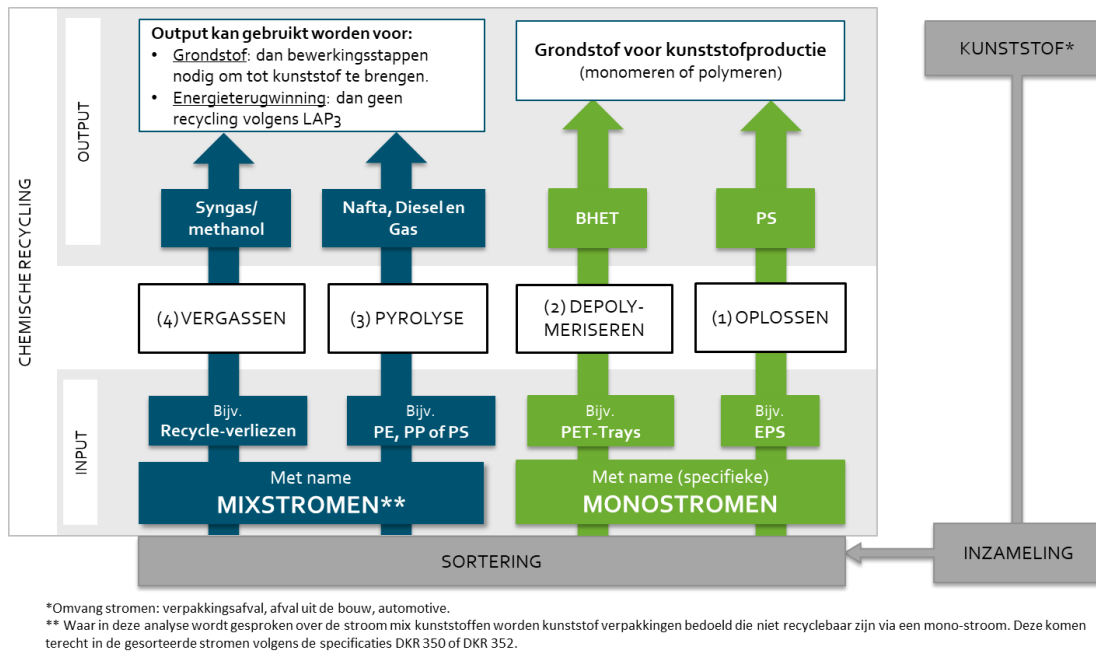 Output kan gebruikt worden voor:
• Grondstof: dan bewerkingsstappen
nodig om tot kunststof te brengen.
• Energieterugwinning: dan geen
recycling volgens LAP3
Grondstof voor kunststofproductie
(monomeren of polymeren)
KUNSTSTOF*
CHEMISCHE RECYCLING
OUTPUT
Syngas/
methanol
Nafta, Diesel en
Gas
BHET
PS
(4) VERGASSEN
(3) PYROLYSE
(2) DEPOLY-
MERISEREN
(1) OPLOSSEN
INPUT
Bijv.
Recycle-verliezen
Bijv.
PE, PP of PS
Bijv.
PET-Trays
Bijv.
EPS
Met name
MIXSTROMEN**
Met name (specifieke)
MONOSTROMEN
SORTERING
INZAMELING
*Omvang stromen: verpakkingsafval, afval uit de bouw, automotive.
** Waar in deze analyse wordt gesproken over de stroom mix kunststoffen worden kunststof verpakkingen bedoeld die niet recyclebaar zijn via een mono-stroom. Deze komen
terecht in de gesorteerde stromen volgens de specificaties DKR 350 of DKR 352.